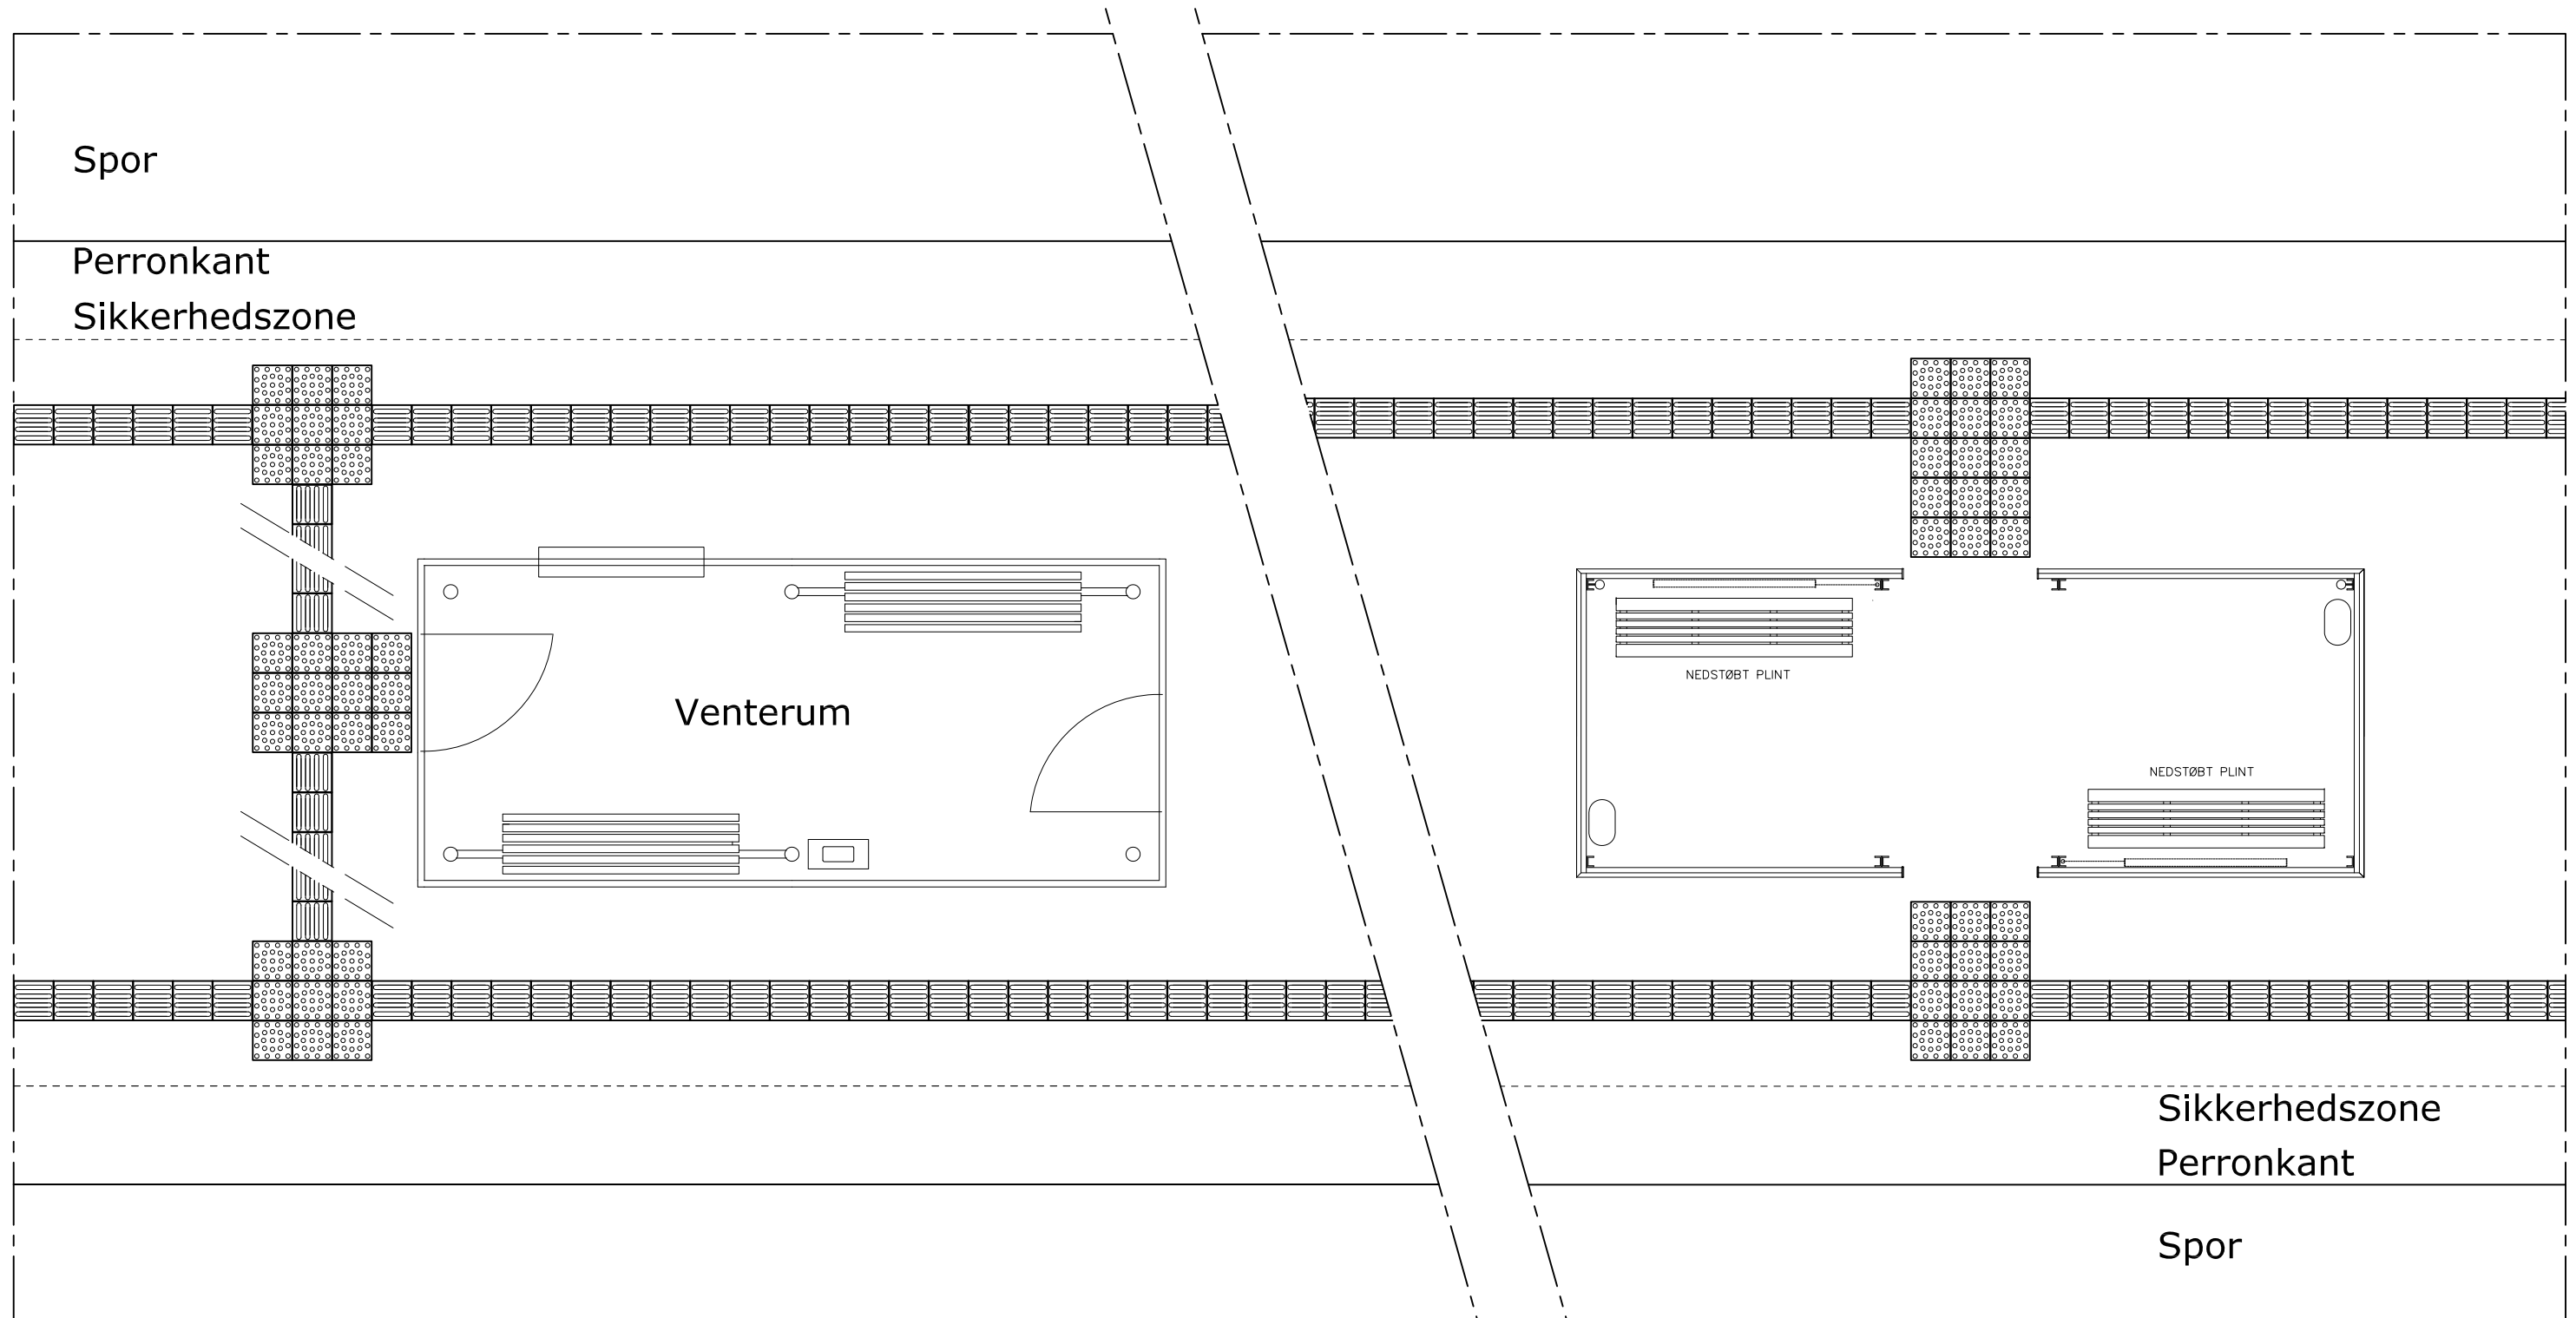 Spor
Perronkant
Sikkerhedszone
NEDSTØBT PLINT
Venterum
NEDSTØBT PLINT
Sikkerhedszone
Perronkant
Spor